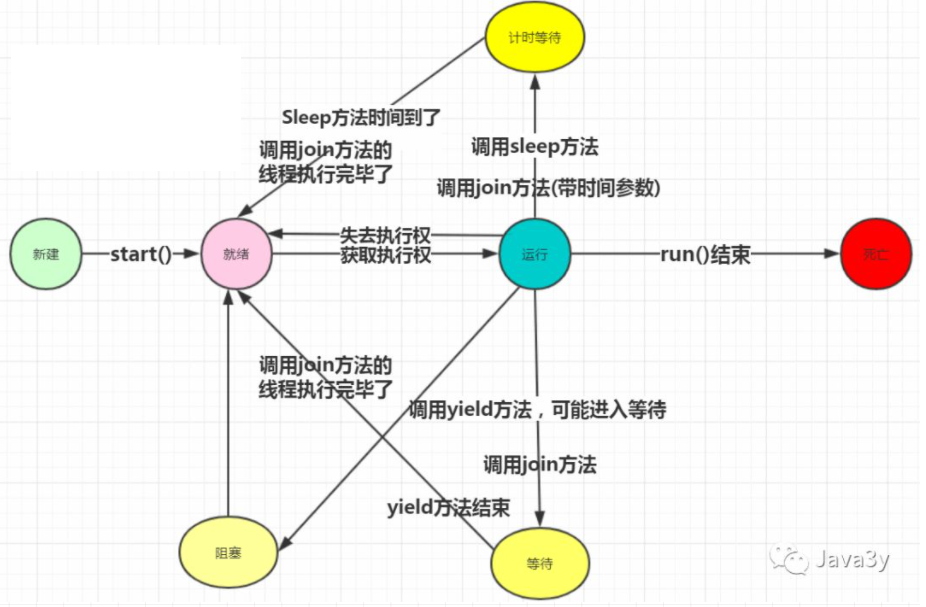 计时等待
Sleep方法时间到了
调用join方法的
线程执行完毕了
调用sleep方法
调用join方法(带时间参数)
新建
start()
就绪
失去执行权
获取执行权
运行
run()结束
死亡
调用join方法的
线程执行完毕了
调用yield方法，可能进入等待
调用join方法
yield方法结束
阻塞
等待
Java3y